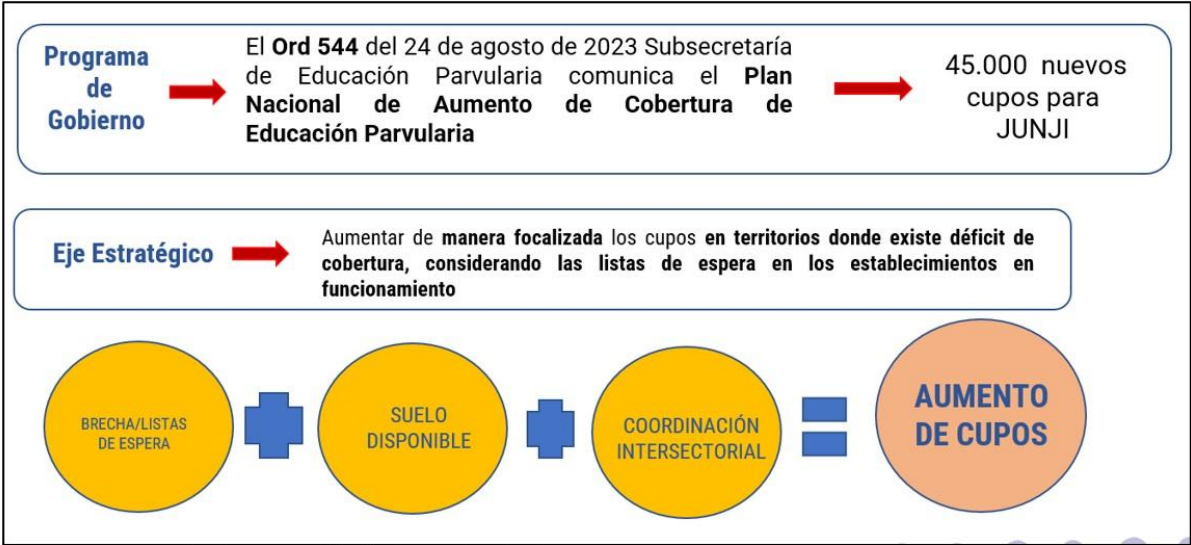 Programa
de
Gobierno
El Ord 544 del 24 de agosto de 2023 Subsecretaría
de Educación Parvularia comunica el Plan
Nacional de Aumento de Cobertura de
Educación Parvularia
45.000 nuevos
cupos para
JUNJI
Eje Estratégico
Aumentar de manera focalizada los cupos en territorios donde existe déficit de
cobertura, considerando las listas de espera en los establecimientos en
funcionamiento
BRECHA/LISTAS
DE ESPERA
SUELO
DISPONIBLE
COORDINACIÓN
INTERSECTORIAL
AUMENTO
DE CUPOS